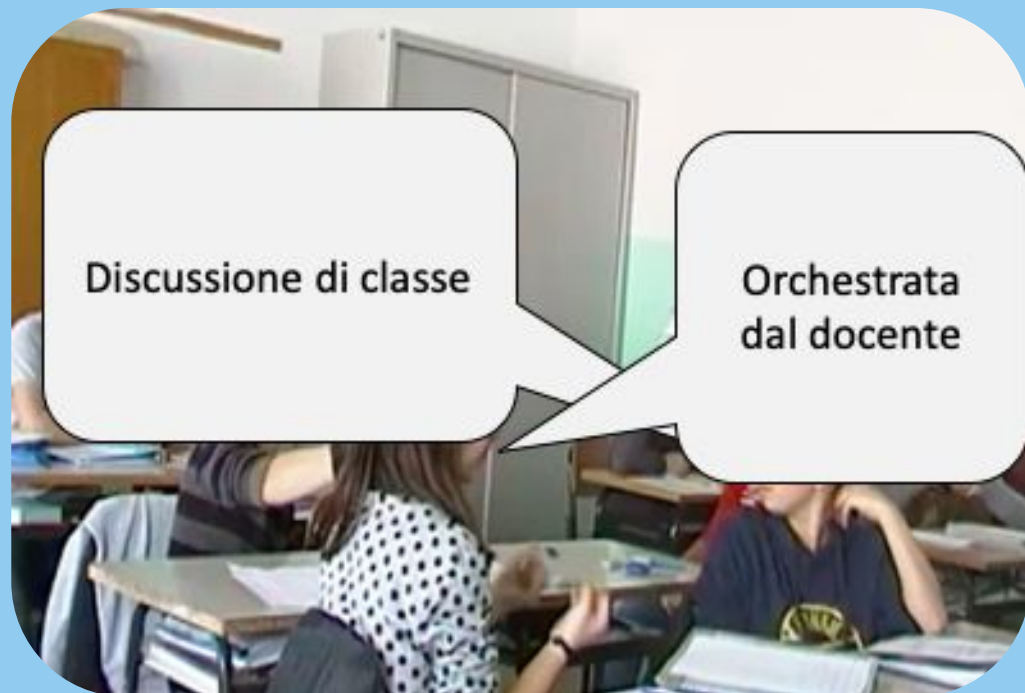 Discussione di classe
Orchestrata
dal docente